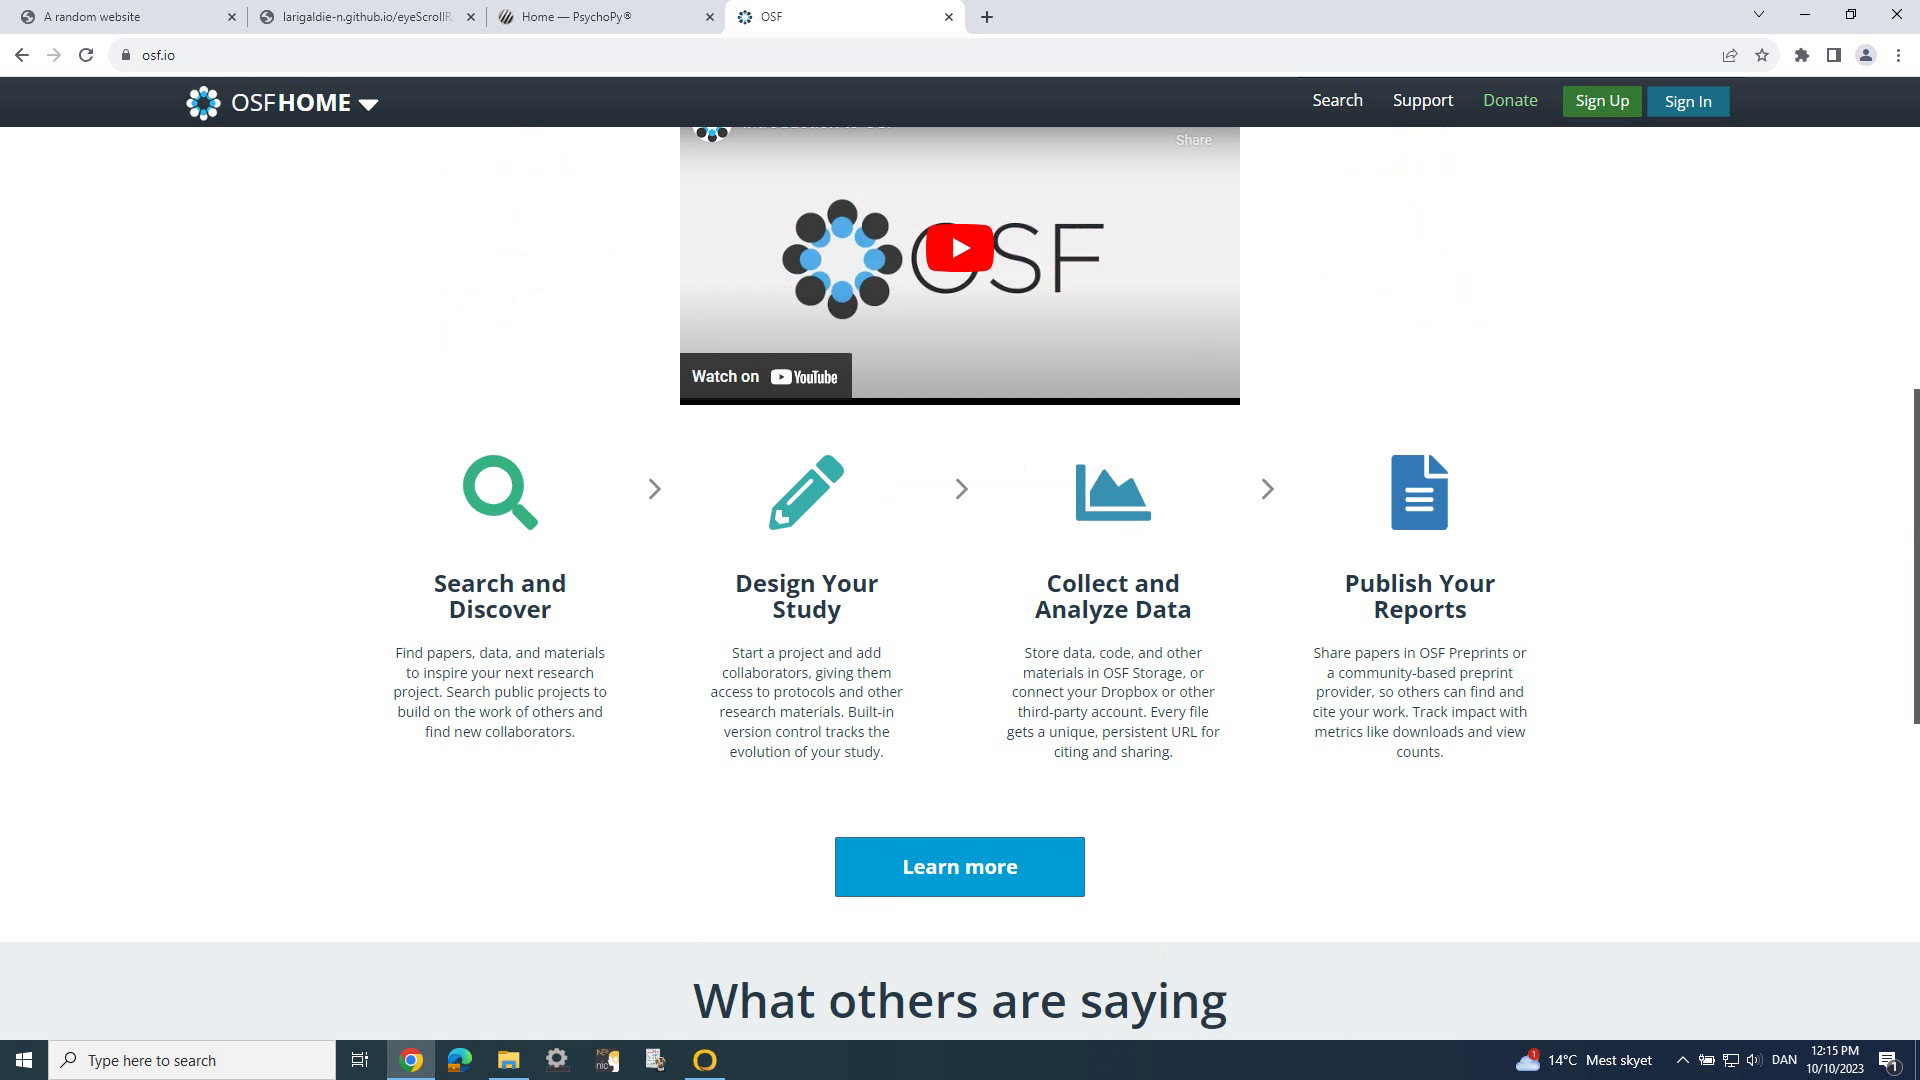 A random website
larigaldie-n.github.io/eyeScrollR
Home — PsychoPy®
OSF
osf.io
OSFHOME
Search
Support
Donate
Sign Up
Sign In
Share
OSF
Watch on YouTube
Search and
Discover
Find papers, data, and materials
to inspire your next research
project. Search public projects to
build on the work of others and
find new collaborators.
Design Your
Study
Start a project and add
collaborators, giving them
access to protocols and other
research materials. Built-in
version control tracks the
evolution of your study.
Collect and
Analyze Data
Store data, code, and other
materials in OSF Storage, or
connect your Dropbox or other
third-party account. Every file
gets a unique, persistent URL for
citing and sharing.
Publish Your
Reports
Share papers in OSF Preprints or
a community-based preprint
provider, so others can find and
cite your work. Track impact with
metrics like downloads and view
counts.
Learn more
What others are saying
Type here to search
1
14°C Mest skyet
DAN
12:15 PM
10/10/2023
1